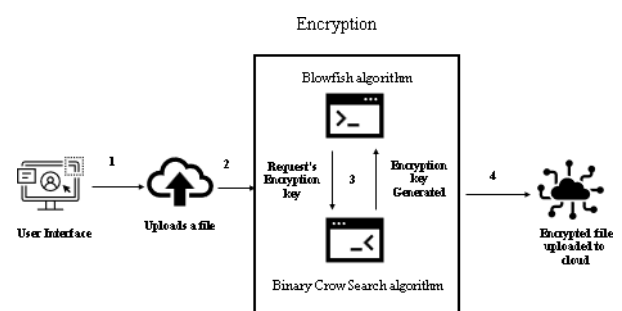 Encryption
Blowfish algorithm
>_
1
2
Request's
Encryption
key
3
Encryption
key
Generated
4
User Interface
Uploads a file
_<
Encrypted file
uploaded to
cloud
Binary Crow Search algorithm